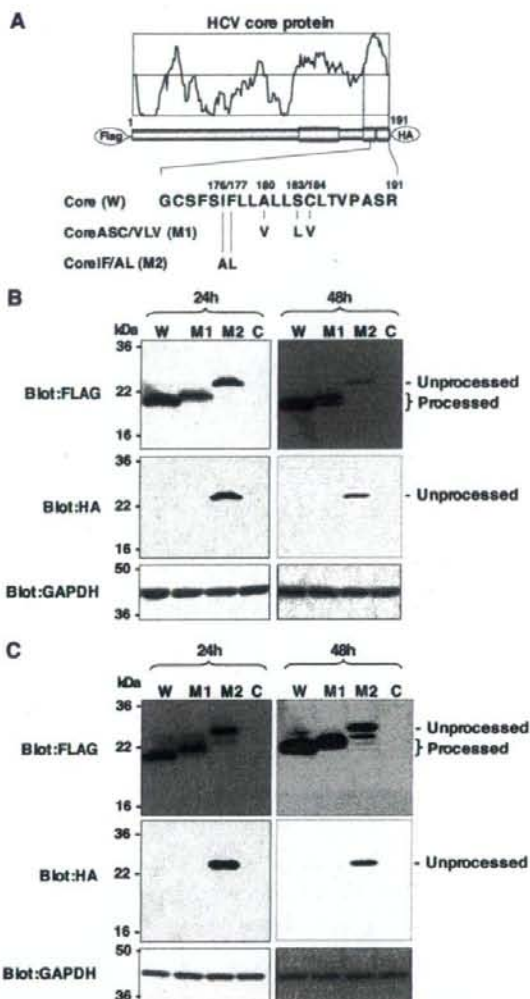 A
HCV core protein
1 191
Flag HA
176/177 180 183/184 191
Core (W) GCSFSIFLLALLSCLTVPASR
CoreASC/VLV (M1) V LV
CoreIF/AL (M2) AL
B
24h 48h
kDa W M1 M2 C W M1 M2 C
36
Blot:FLAG 22 - Unprocessed
} Processed
16
36
Blot:HA 22 - Unprocessed
16
50
Blot:GAPDH
36
C
24h 48h
kDa W M1 M2 C W M1 M2 C
36
- Unprocessed
Blot:FLAG 22 } Processed
16
36
Blot:HA 22 - Unprocessed
16
50
Blot:GAPDH
36